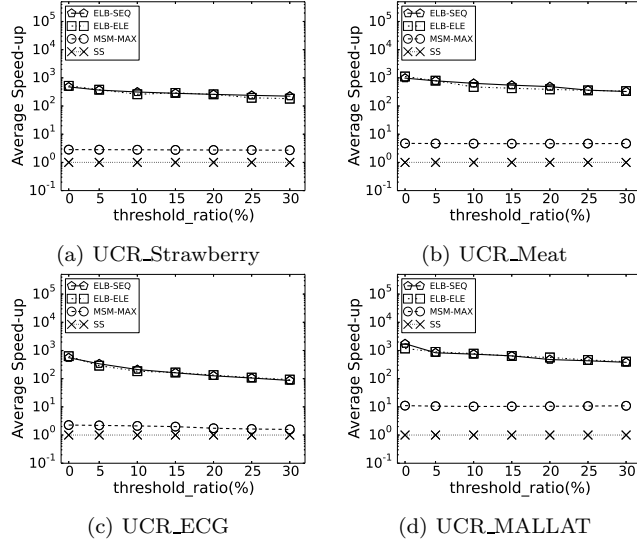 Average Speed-up
10^5
10^4
10^3
10^2
10^1
10^0
10^-1
ELB-SEQ
ELB-ELE
MSM-MAX
SS
0 5 10 15 20 25 30
threshold_ratio(%)
(a) UCR_Strawberry
Average Speed-up
10^5
10^4
10^3
10^2
10^1
10^0
10^-1
ELB-SEQ
ELB-ELE
MSM-MAX
SS
0 5 10 15 20 25 30
threshold_ratio(%)
(b) UCR_Meat
Average Speed-up
10^5
10^4
10^3
10^2
10^1
10^0
10^-1
ELB-SEQ
ELB-ELE
MSM-MAX
SS
0 5 10 15 20 25 30
threshold_ratio(%)
(c) UCR_ECG
Average Speed-up
10^5
10^4
10^3
10^2
10^1
10^0
10^-1
ELB-SEQ
ELB-ELE
MSM-MAX
SS
0 5 10 15 20 25 30
threshold_ratio(%)
(d) UCR_MALLAT